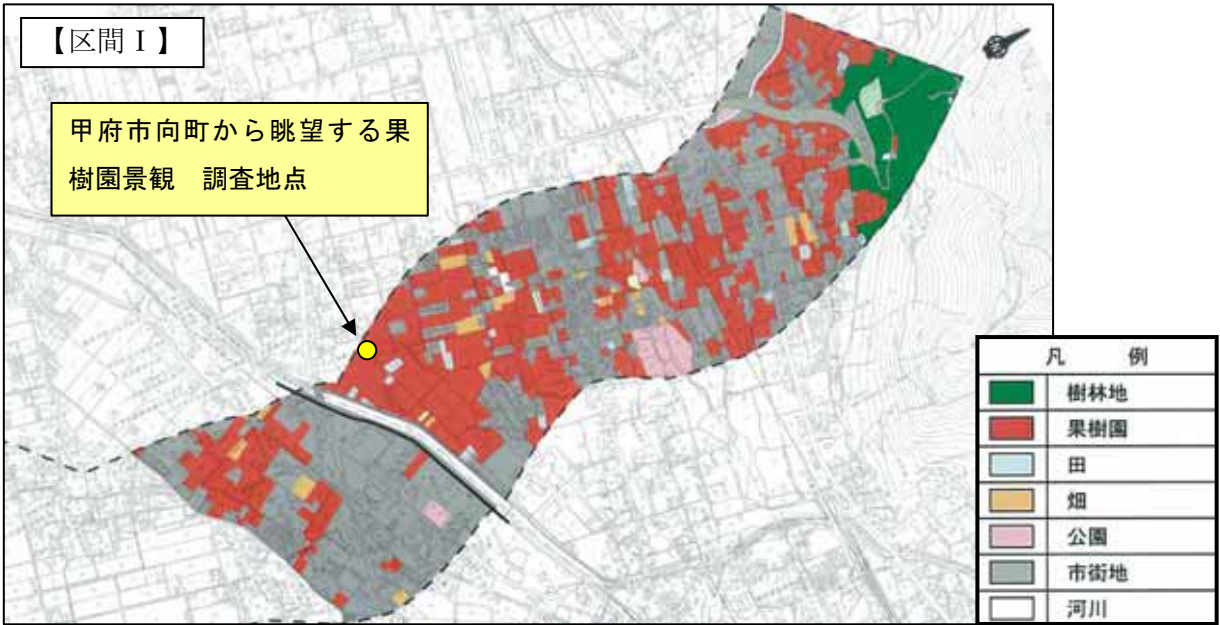 【区間Ⅰ】
甲府市向町から眺望する果
樹園景観　調査地点
凡　例
樹林地
果樹園
田
畑
公園
市街地
河川